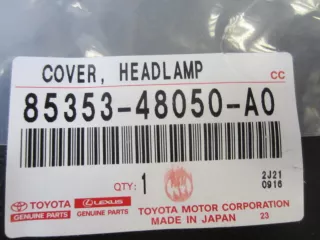 COVER, HEADLAMP
CC
85353-48050-A0
QTY: 1
2J21
0916
TOYOTA
GENUINE PARTS
LEXUS
GENUINE PARTS
TOYOTA MOTOR CORPORATION
MADE IN JAPAN 23